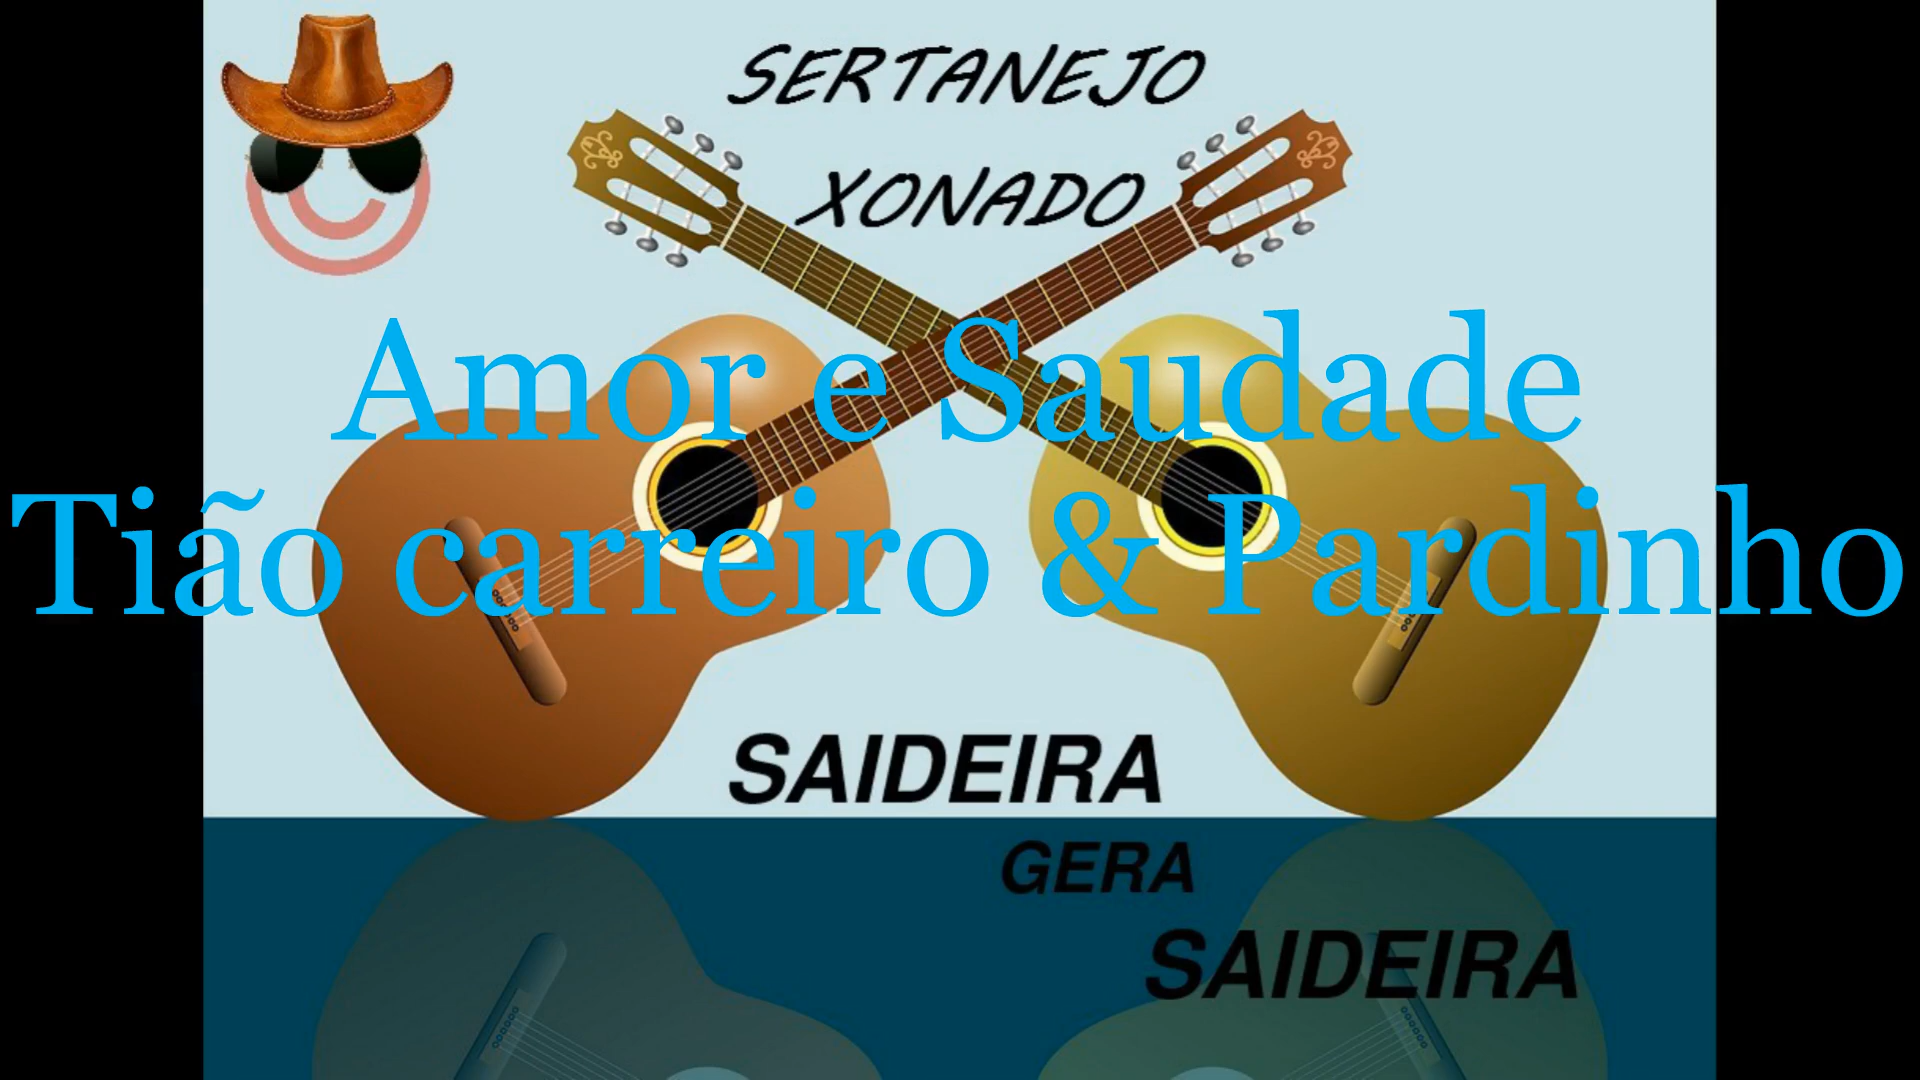 SERTANEJO
XONADO
Amor e Saudade
Tião carreiro & Pardinho
SAIDEIRA
GERA
SAIDEIRA